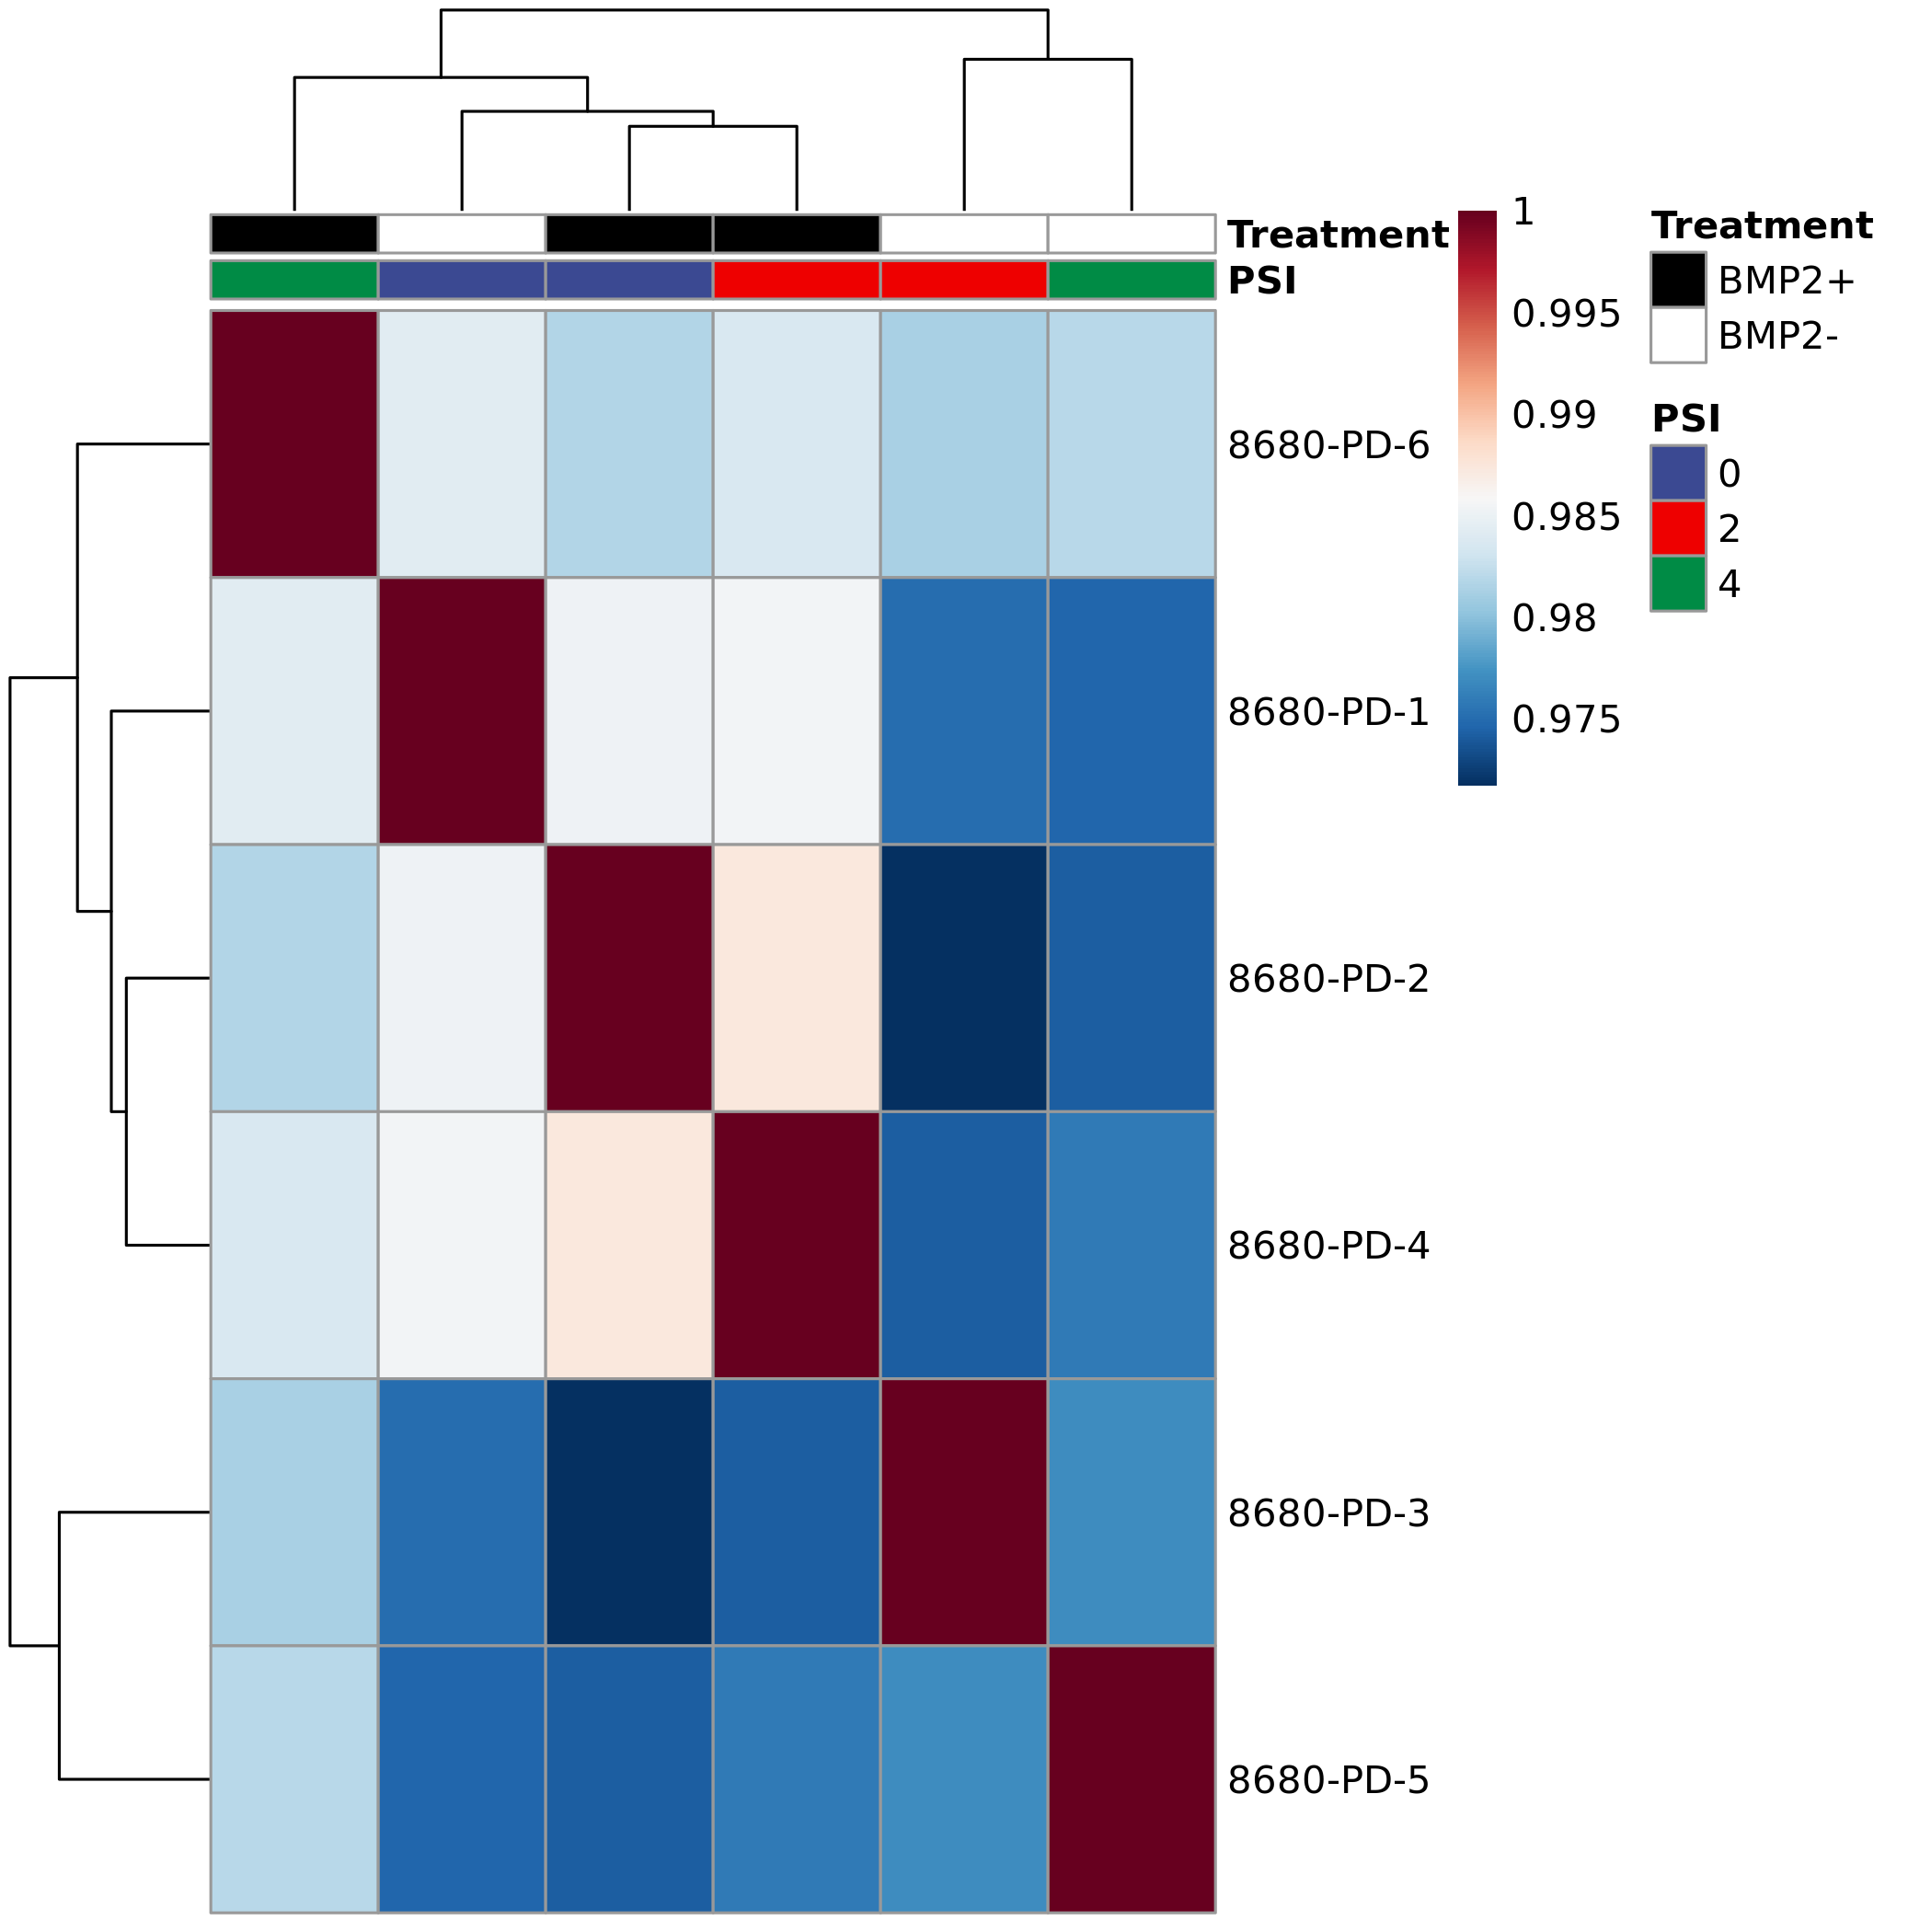 Treatment
PSI
8680-PD-6
8680-PD-1
8680-PD-2
8680-PD-4
8680-PD-3
8680-PD-5
1
0.995
0.99
0.985
0.98
0.975
Treatment
BMP2+
BMP2-
PSI
0
2
4